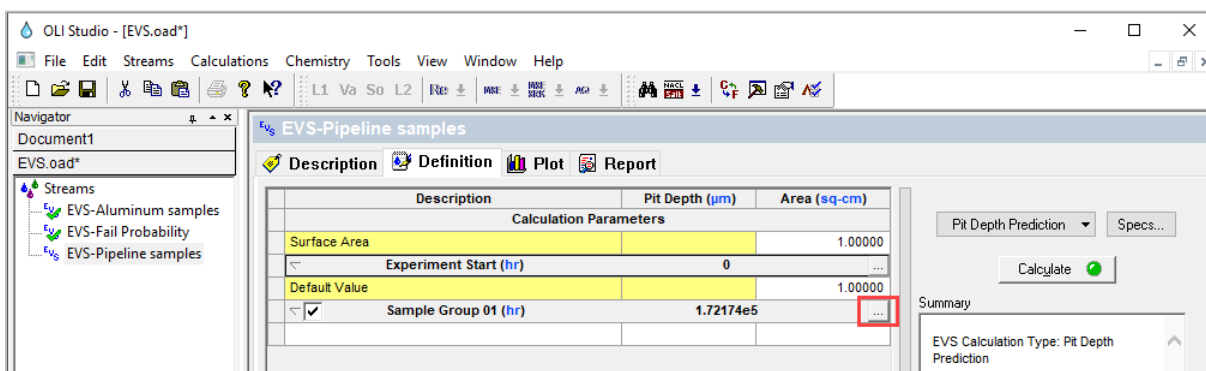 OLI Studio - [EVS.oad*]
File Edit Streams Calculations Chemistry Tools View Window Help
L1 Va So L2
Navigator
Document1
EVS.oad*
Streams
EVS-Aluminum samples
EVS-Fail Probability
EVS-Pipeline samples
EVS EVS-Pipeline samples
Description Definition Plot Report
Description Pit Depth (µm) Area (sq-cm)
Calculation Parameters
Surface Area 1.00000
Experiment Start (hr) 0 ...
Default Value 1.00000
Sample Group 01 (hr) 1.72174e5 ...
Pit Depth Prediction Specs...
Calculate
Summary
EVS Calculation Type: Pit Depth
Prediction